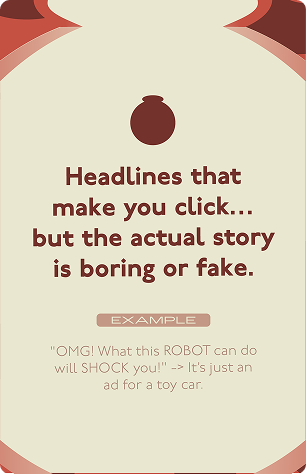 Headlines that
make you click...
but the actual story
is boring or fake.
EXAMPLE
"OMG! What this ROBOT can do
will SHOCK you!" -> It's just an
ad for a toy car.